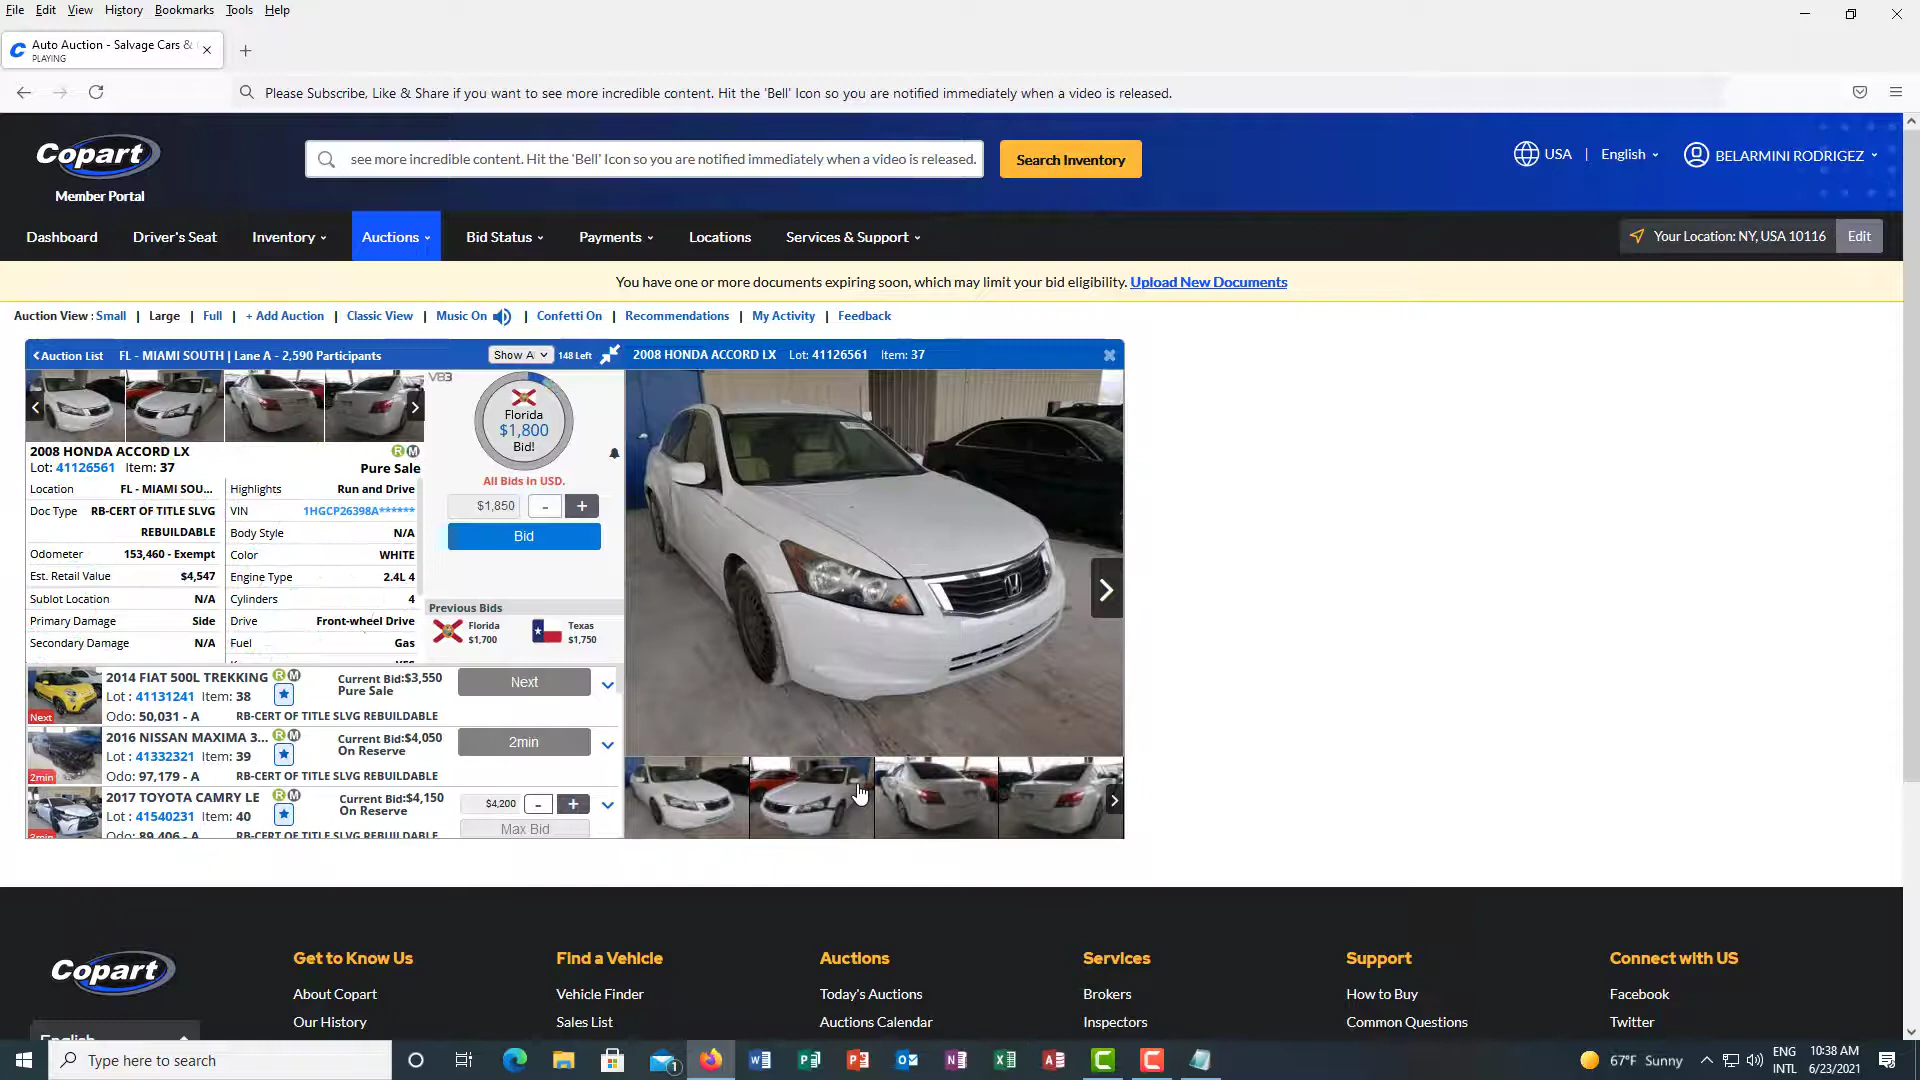 File Edit View History Bookmarks Tools Help
Auto Auction - Salvage Cars &
PLAYING
Please Subscribe, Like & Share if you want to see more incredible content. Hit the 'Bell' Icon so you are notified immediately when a video is released.
Copart
Member Portal
see more incredible content. Hit the 'Bell' Icon so you are notified immediately when a video is released.
Search Inventory
USA | English
BELARMINI RODRIGEZ
Dashboard Driver's Seat Inventory Auctions Bid Status Payments Locations Services & Support
Your Location: NY, USA 10116 Edit
You have one or more documents expiring soon, which may limit your bid eligibility. Upload New Documents
Auction View : Small | Large | Full | + Add Auction | Classic View | Music On | Confetti On | Recommendations | My Activity | Feedback
Auction List FL - MIAMI SOUTH | Lane A - 2,590 Participants
Show A 148 Left
2008 HONDA ACCORD LX Lot: 41126561 Item: 37
V83
Florida
$1,800
Bid!
All Bids in USD.
$1,850 - +
Bid
2008 HONDA ACCORD LX R M
Lot: 41126561 Item: 37 Pure Sale
Location FL - MIAMI SOU...
Doc Type RB-CERT OF TITLE SLVG
REBUILDABLE
Odometer 153,460 - Exempt
Est. Retail Value $4,547
Sublot Location N/A
Primary Damage Side
Secondary Damage N/A
Highlights Run and Drive
VIN 1HGCP26398A******
Body Style N/A
Color WHITE
Engine Type 2.4L 4
Cylinders 4
Drive Front-wheel Drive
Fuel Gas
Previous Bids
Florida
$1,700
Texas
$1,750
2014 FIAT 500L TREKKING R M
Lot : 41131241 Item: 38
Odo: 50,031 - A RB-CERT OF TITLE SLVG REBUILDABLE
Current Bid:$3,550
Pure Sale
Next
Next
2016 NISSAN MAXIMA 3... R M
Lot : 41332321 Item: 39
Odo: 97,179 - A RB-CERT OF TITLE SLVG REBUILDABLE
Current Bid:$4,050
On Reserve
2min
2min
2017 TOYOTA CAMRY LE R M
Lot : 41540231 Item: 40
Odo: 89,406 - A RB-CERT OF TITLE SLVG REBUILDABLE
Current Bid:$4,150
On Reserve
$4,200 - +
Max Bid
Copart
English
Get to Know Us
About Copart
Our History
Find a Vehicle
Vehicle Finder
Sales List
Auctions
Today's Auctions
Auctions Calendar
Services
Brokers
Inspectors
Support
How to Buy
Common Questions
Connect with US
Facebook
Twitter
Type here to search
67°F Sunny
ENG
INTL
10:38 AM
6/23/2021